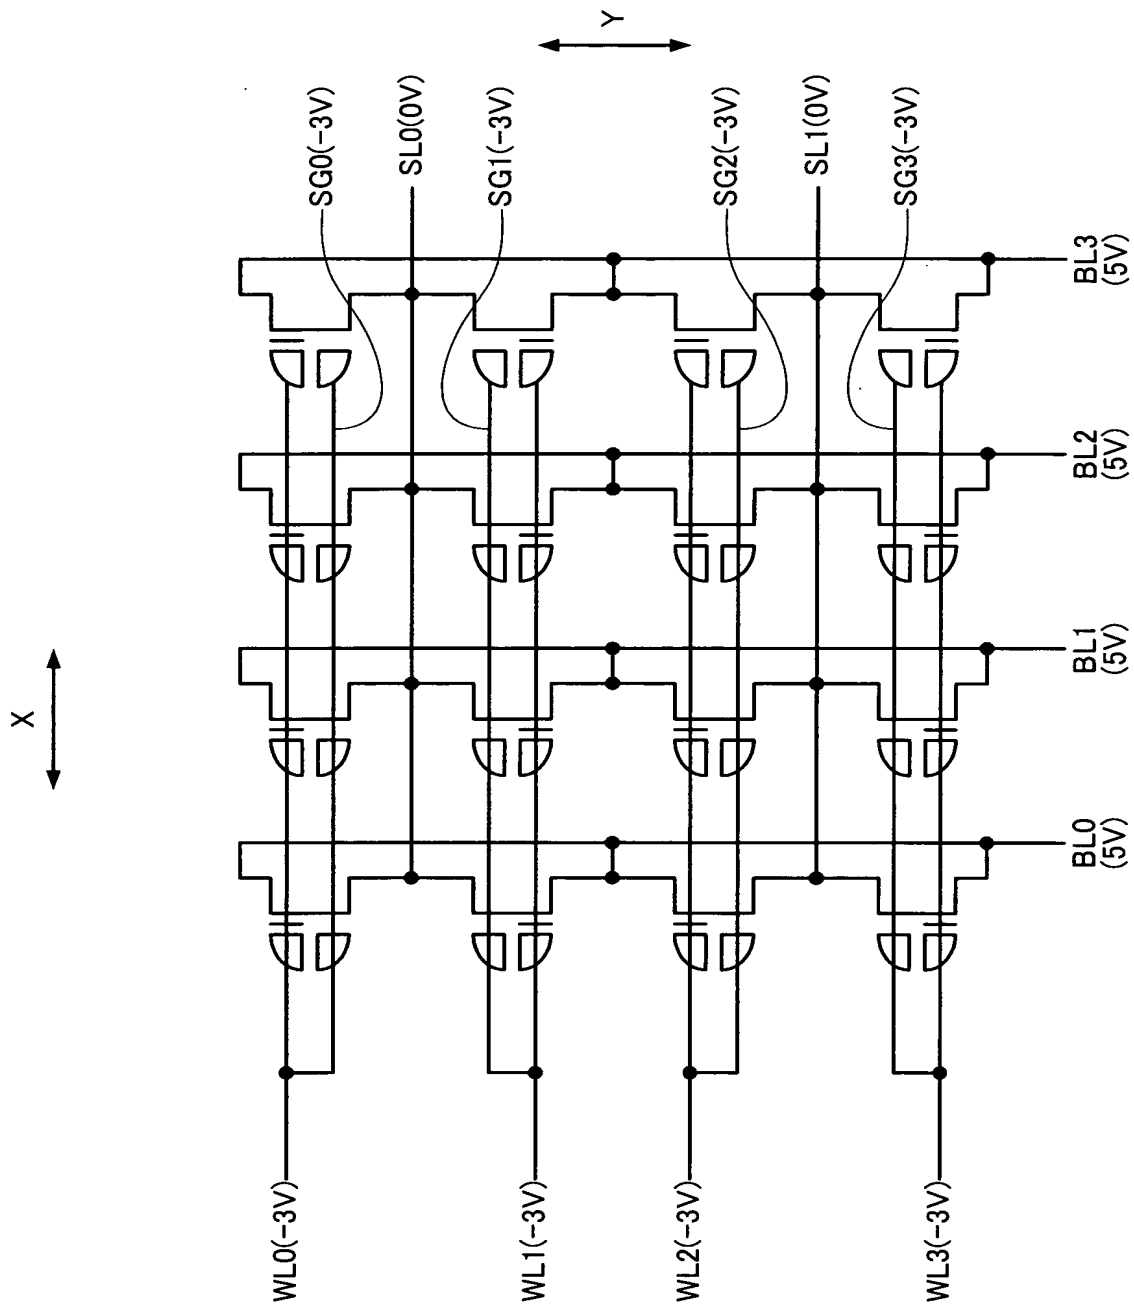 X
Y
SG0(-3V)
SL0(0V)
SG1(-3V)
SG2(-3V)
SL1(0V)
SG3(-3V)
WL0(-3V)
WL1(-3V)
WL2(-3V)
WL3(-3V)
BL0
(5V)
BL1
(5V)
BL2
(5V)
BL3
(5V)